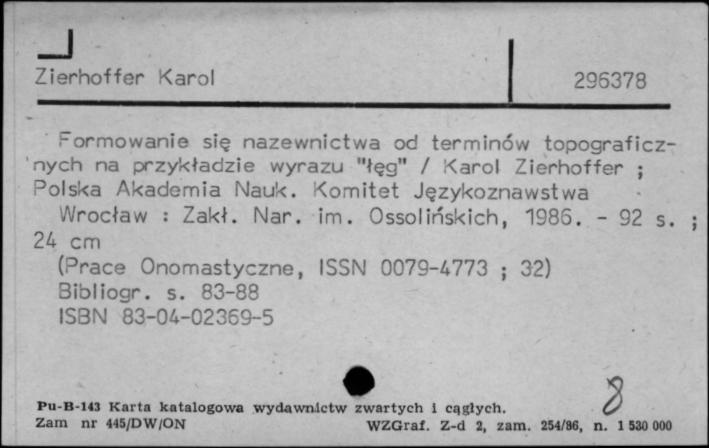 Zierhoffer Karol 296378
Formowanie się nazewnictwa od terminów topograficz-
nych na przykładzie wyrazu "łęg" / Karol Zierhoffer ;
Polska Akademia Nauk. Komitet Językoznawstwa
Wrocław : Zakł. Nar. im. Ossolińskich, 1986. - 92 s. ;
24 cm
(Prace Onomastyczne, ISSN 0079-4773 ; 32)
Bibliogr. s. 83-88
ISBN 83-04-02369-5
8
Pu-B-143 Karta katalogowa wydawnictw zwartych i ciągłych.
Zam nr 445/DW/ON WZGraf. Z-d 2, zam. 254/86, n. 1 530 000